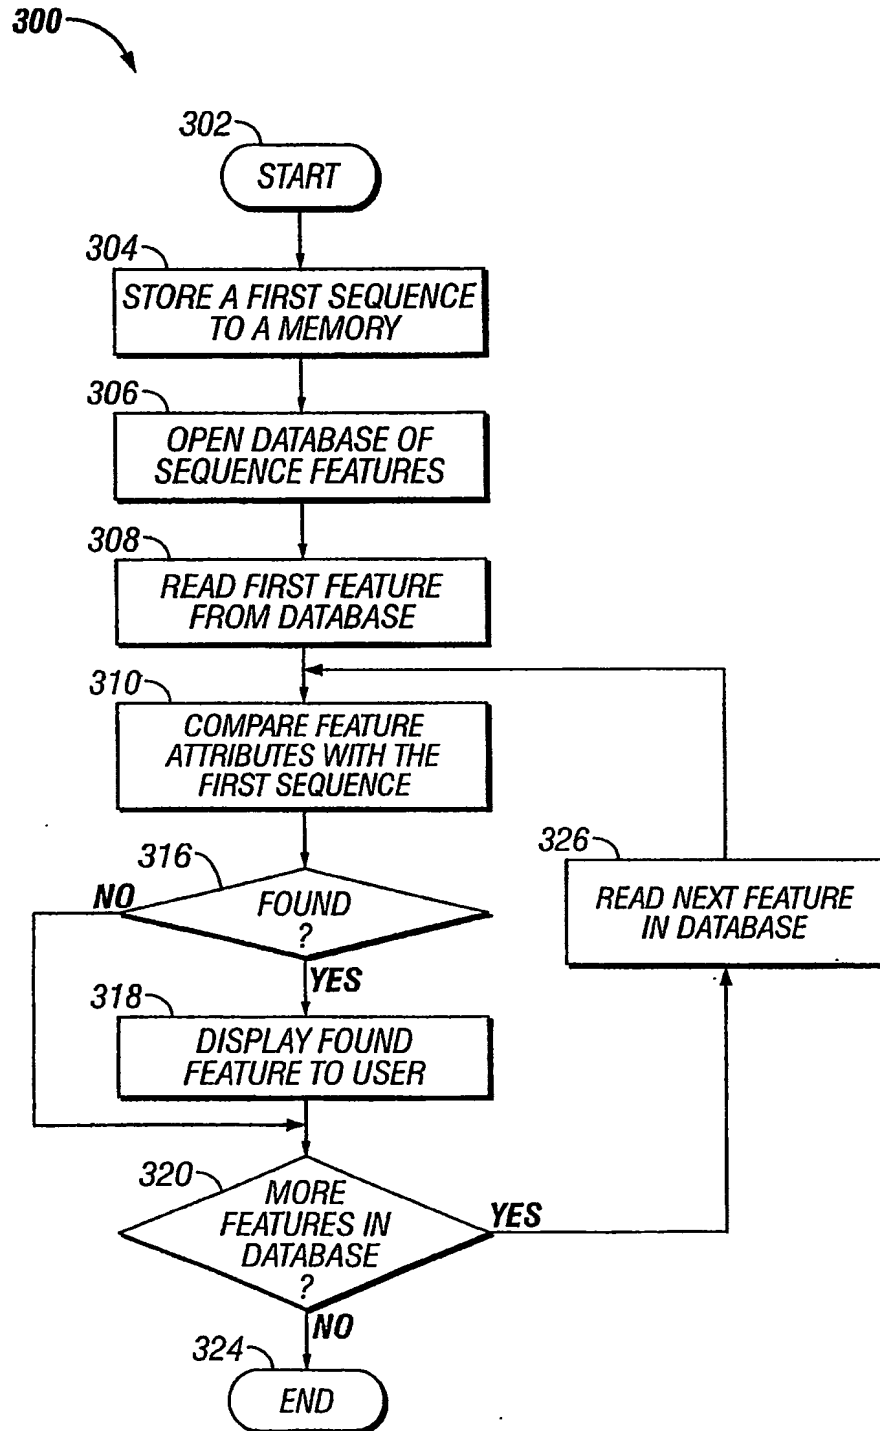 300
302
START
304
STORE A FIRST SEQUENCE
TO A MEMORY
306
OPEN DATABASE OF
SEQUENCE FEATURES
308
READ FIRST FEATURE
FROM DATABASE
310
COMPARE FEATURE
ATTRIBUTES WITH THE
FIRST SEQUENCE
316
NO
FOUND
?
YES
326
READ NEXT FEATURE
IN DATABASE
318
DISPLAY FOUND
FEATURE TO USER
320
MORE
FEATURES IN
DATABASE
?
YES
NO
324
END